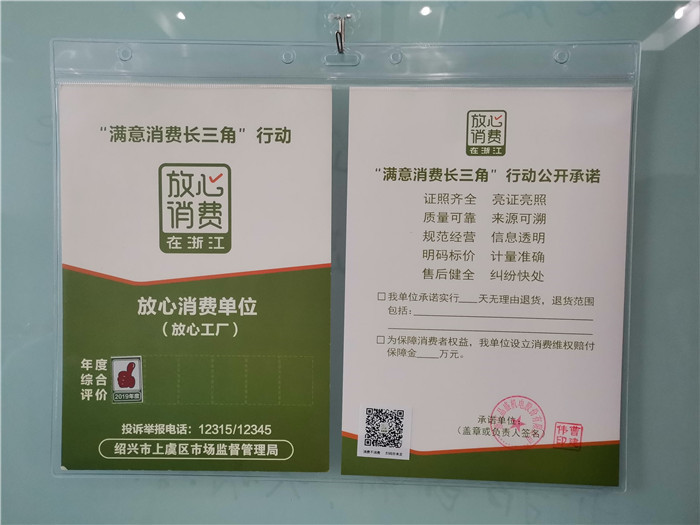 “满意消费长三角”行动
放心
消费
在浙江
放心消费单位
（放心工厂）
年度
综合
评价
2019年度
投诉举报电话：12315/12345
绍兴市上虞区市场监督管理局
放心
消费
在浙江
“满意消费长三角”行动公开承诺
证照齐全 亮证亮照
质量可靠 来源可溯
规范经营 信息透明
明码标价 计量准确
售后健全 纠纷快处
□我单位承诺实行___天无理由退货，退货范围
包括：
□为保障消费者权益，我单位设立消费维权赔付
保障金___万元。
承诺单位：
（盖章或负责人签名）